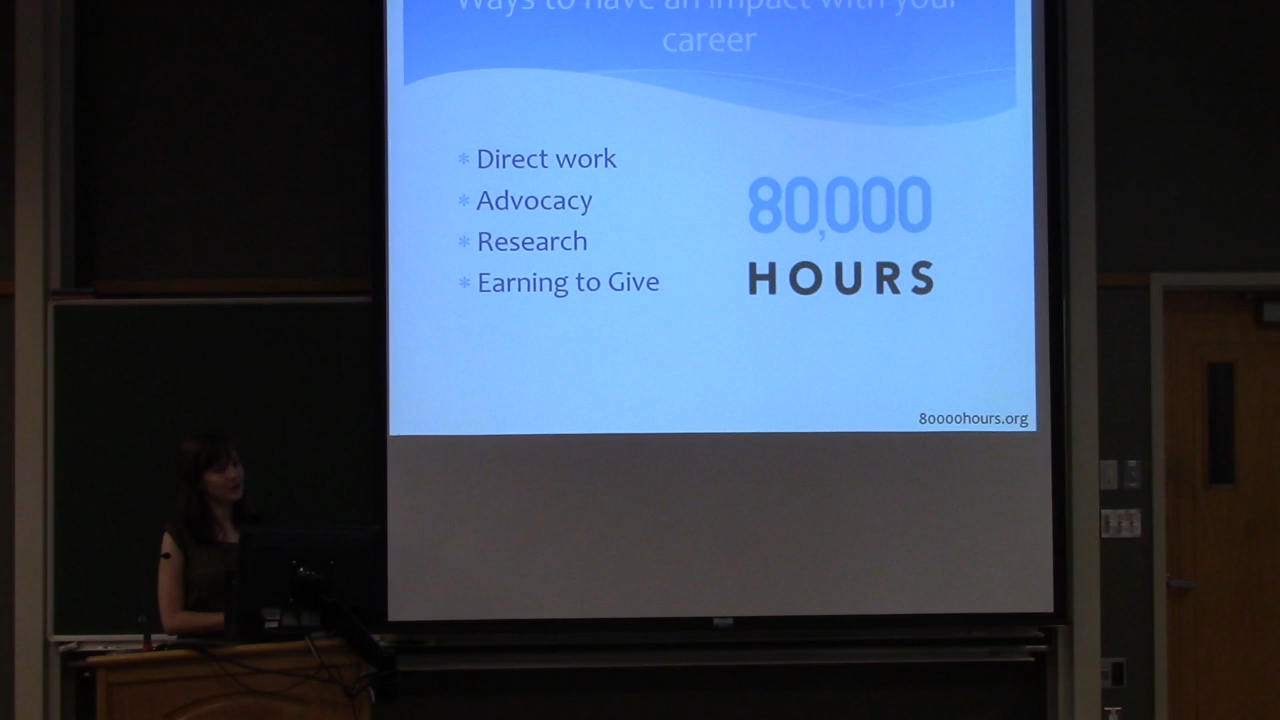 Ways to have an impact with your
career
* Direct work
* Advocacy
* Research
* Earning to Give
80,000
HOURS
80000hours.org